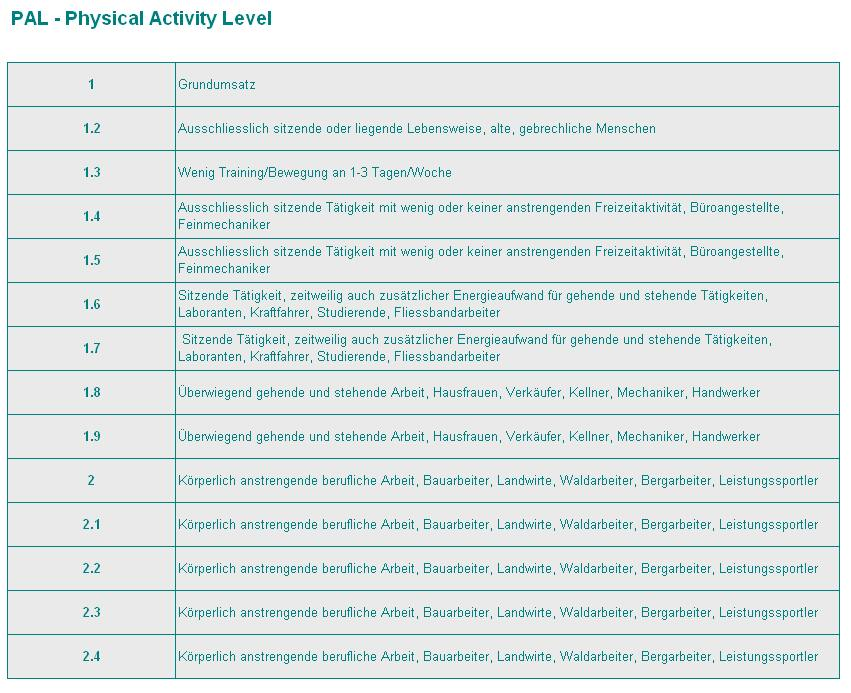 PAL - Physical Activity Level
1 Grundumsatz
1.2 Ausschliesslich sitzende oder liegende Lebensweise, alte, gebrechliche Menschen
1.3 Wenig Training/Bewegung an 1-3 Tagen/Woche
1.4 Ausschliesslich sitzende Tätigkeit mit wenig oder keiner anstrengenden Freizeitaktivität, Büroangestellte,
Feinmechaniker
1.5 Ausschliesslich sitzende Tätigkeit mit wenig oder keiner anstrengenden Freizeitaktivität, Büroangestellte,
Feinmechaniker
1.6 Sitzende Tätigkeit, zeitweilig auch zusätzlicher Energieaufwand für gehende und stehende Tätigkeiten,
Laboranten, Kraftfahrer, Studierende, Fliessbandarbeiter
1.7 Sitzende Tätigkeit, zeitweilig auch zusätzlicher Energieaufwand für gehende und stehende Tätigkeiten,
Laboranten, Kraftfahrer, Studierende, Fliessbandarbeiter
1.8 Überwiegend gehende und stehende Arbeit, Hausfrauen, Verkäufer, Kellner, Mechaniker, Handwerker
1.9 Überwiegend gehende und stehende Arbeit, Hausfrauen, Verkäufer, Kellner, Mechaniker, Handwerker
2 Körperlich anstrengende berufliche Arbeit, Bauarbeiter, Landwirte, Waldarbeiter, Bergarbeiter, Leistungssportler
2.1 Körperlich anstrengende berufliche Arbeit, Bauarbeiter, Landwirte, Waldarbeiter, Bergarbeiter, Leistungssportler
2.2 Körperlich anstrengende berufliche Arbeit, Bauarbeiter, Landwirte, Waldarbeiter, Bergarbeiter, Leistungssportler
2.3 Körperlich anstrengende berufliche Arbeit, Bauarbeiter, Landwirte, Waldarbeiter, Bergarbeiter, Leistungssportler
2.4 Körperlich anstrengende berufliche Arbeit, Bauarbeiter, Landwirte, Waldarbeiter, Bergarbeiter, Leistungssportler